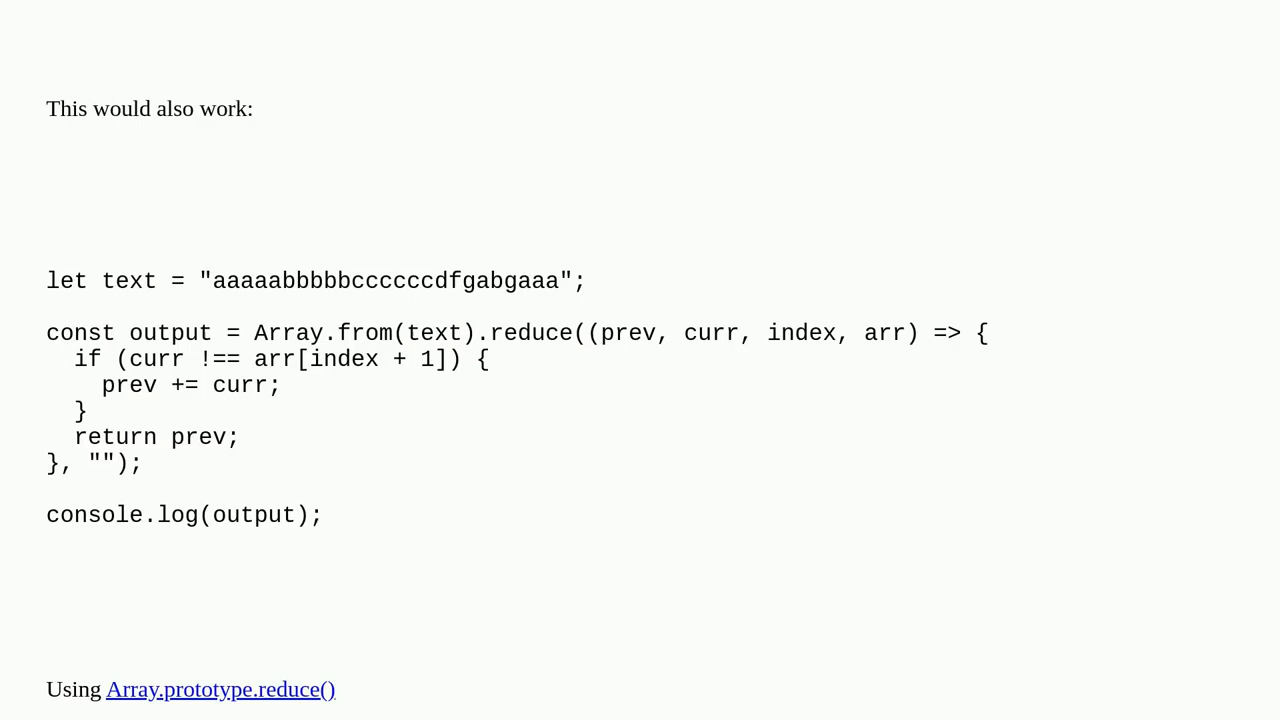 This would also work:
let text = "aaaaabbbbbccccccdfgabgaaa";
const output = Array.from(text).reduce((prev, curr, index, arr) => {
  if (curr !== arr[index + 1]) {
    prev += curr;
  }
  return prev;
}, "");
console.log(output);
Using Array.prototype.reduce()